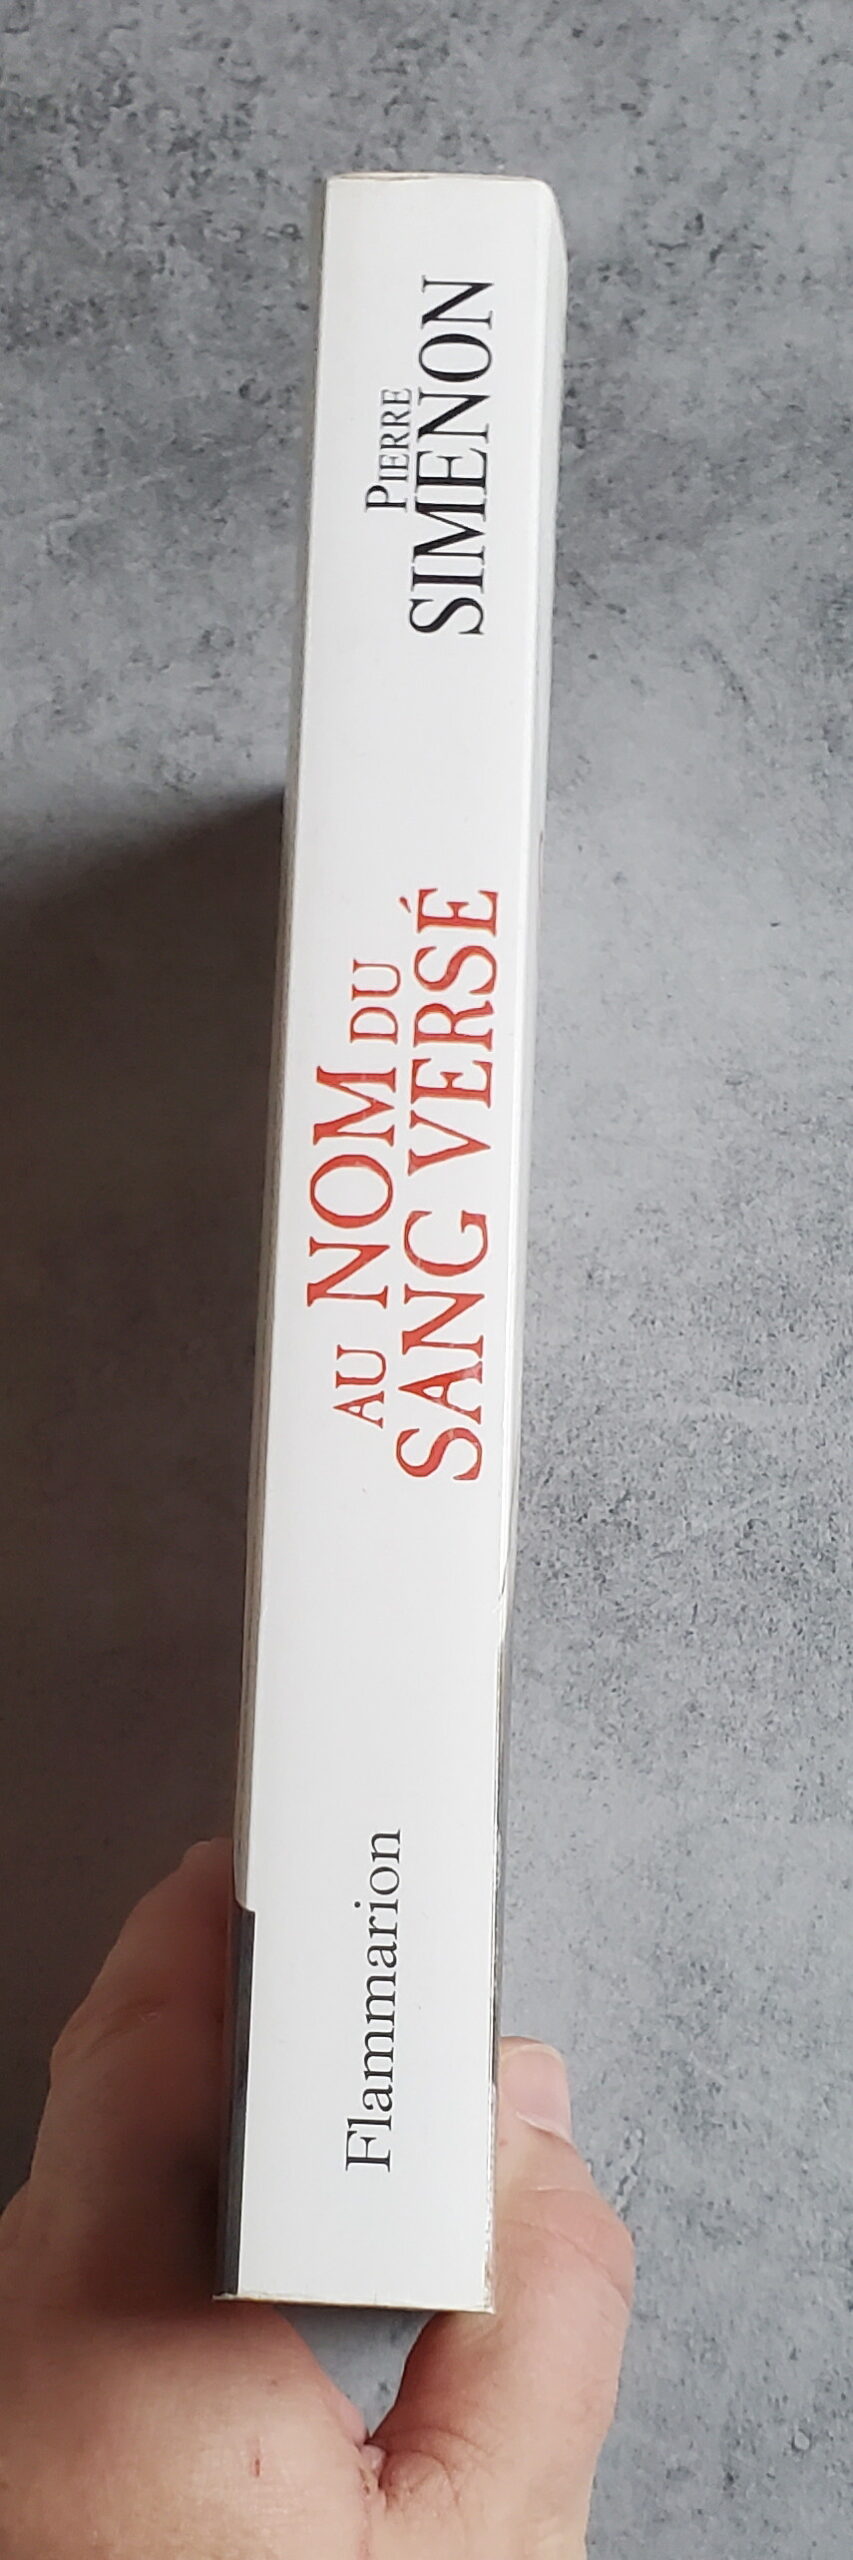 PIERRE
SIMENON
AU NOM DU
SANG VERSÉ
Flammarion